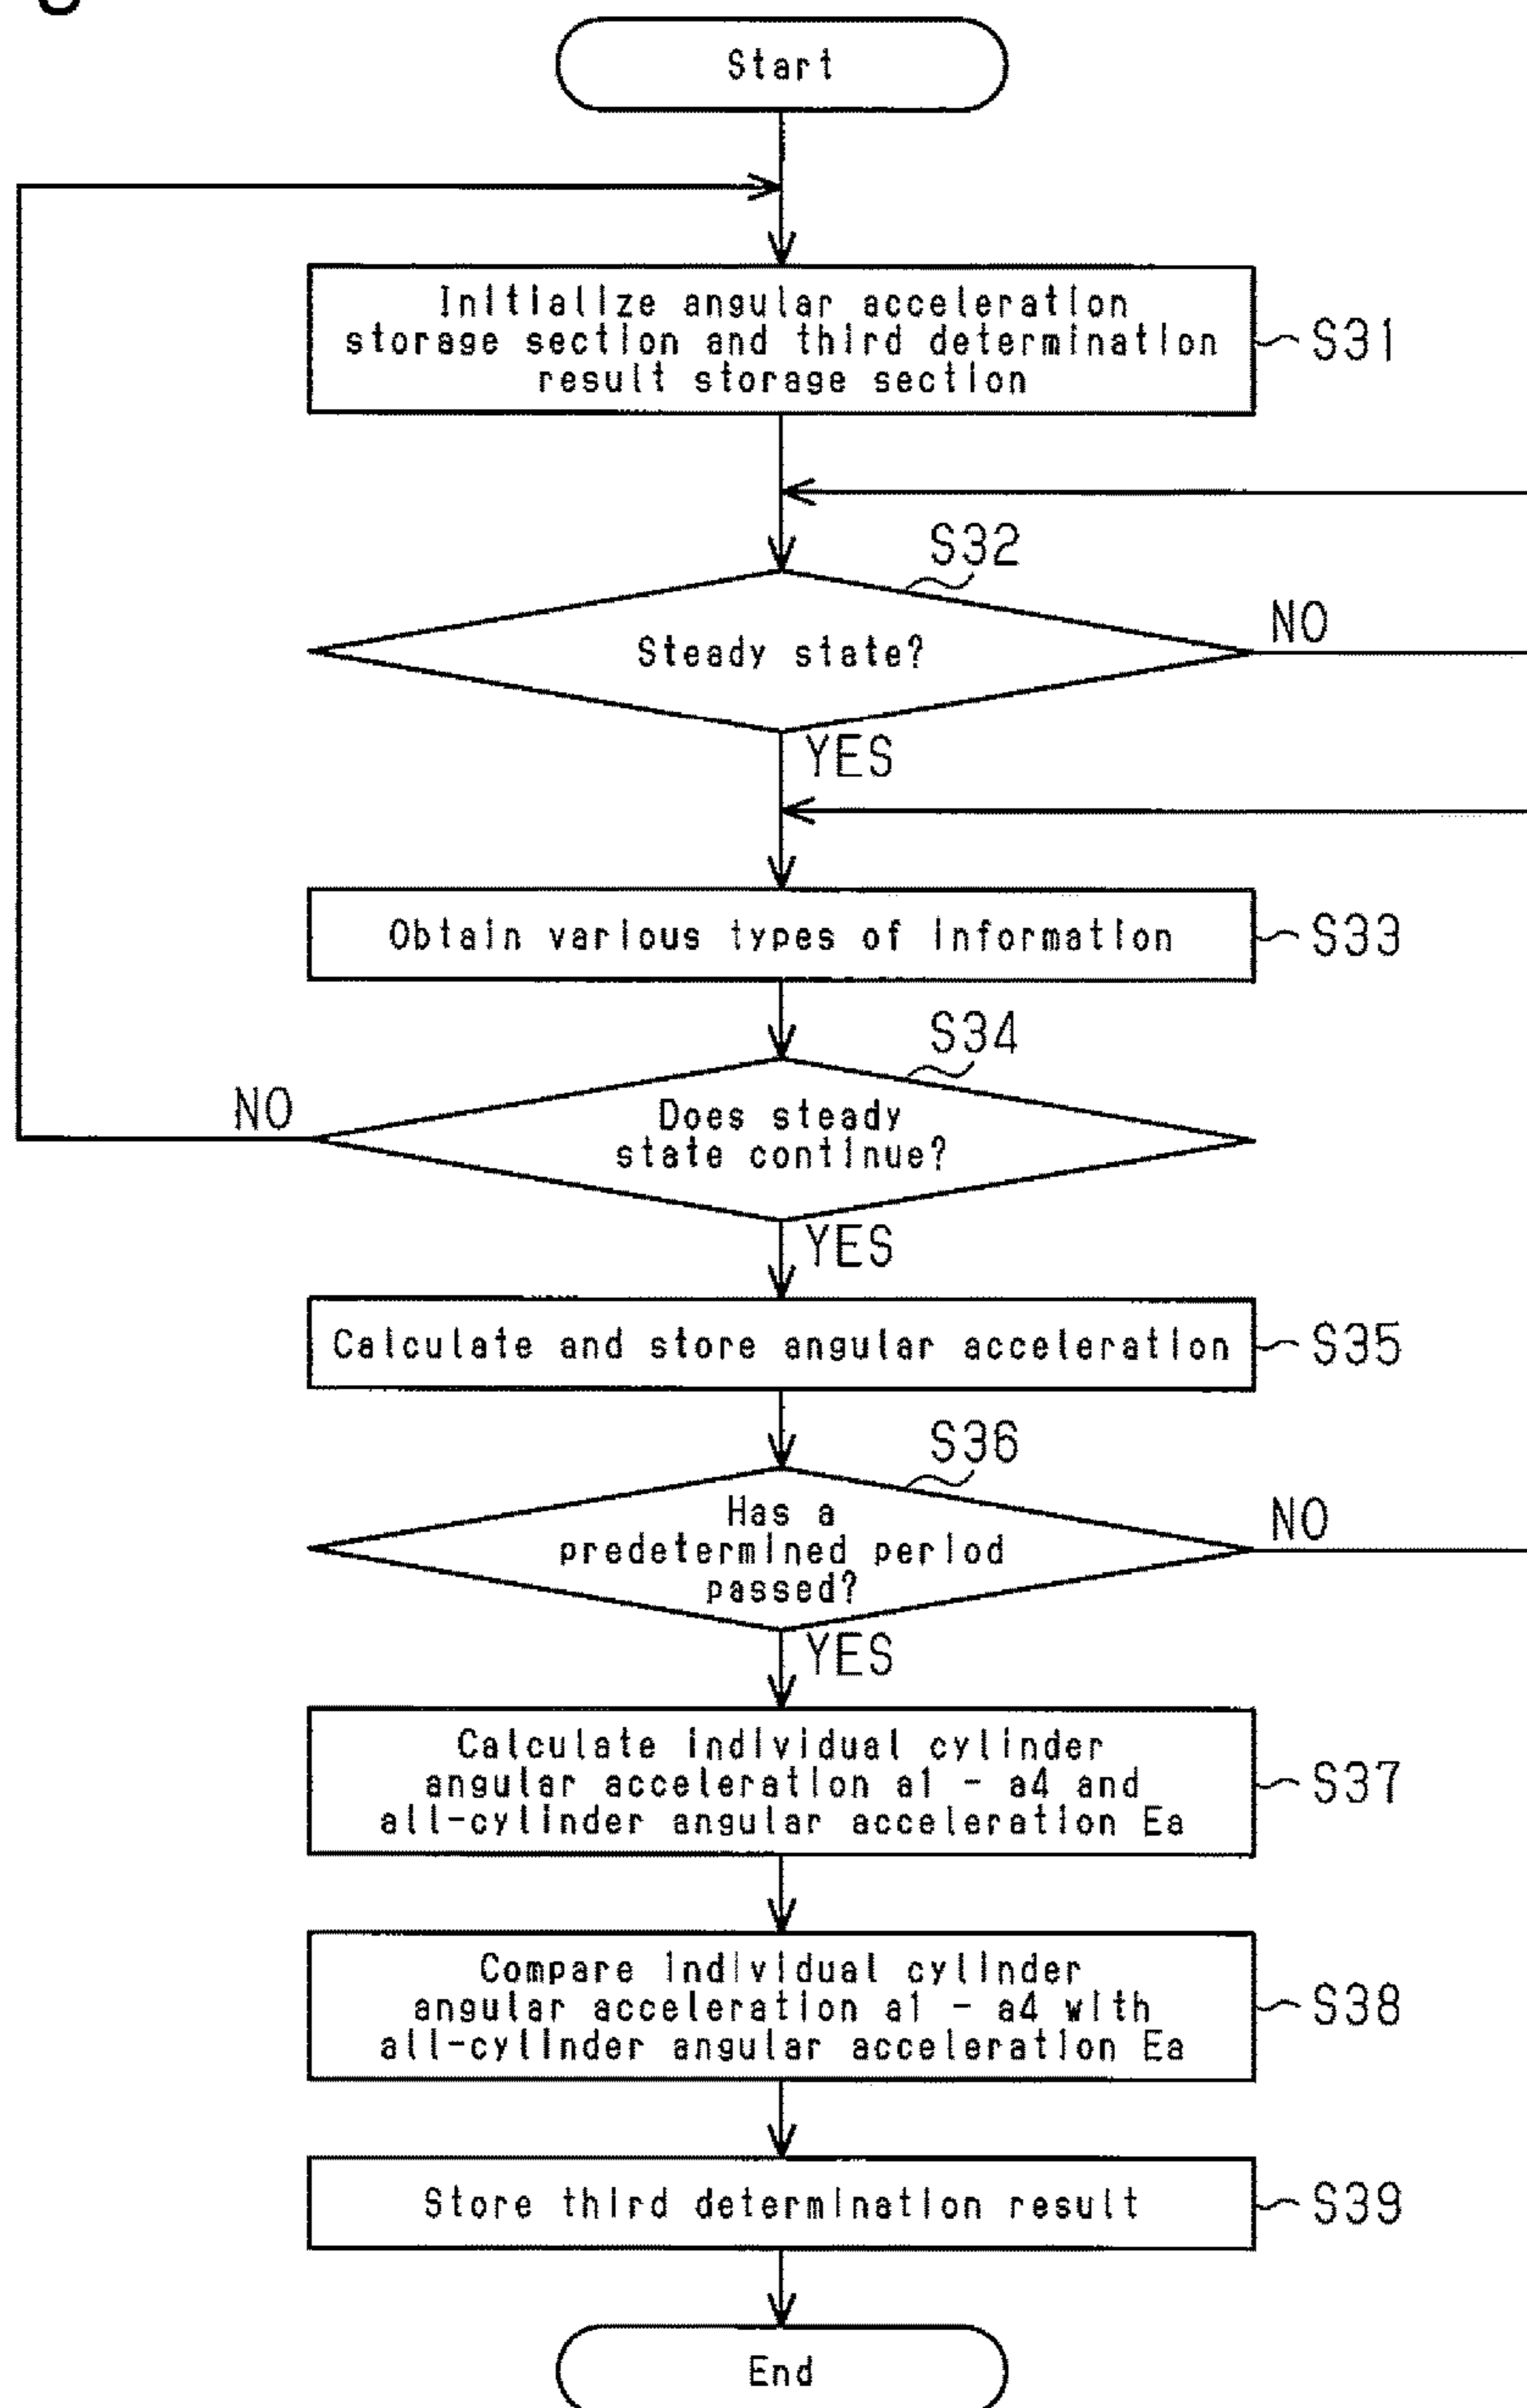 Start
Initialize angular acceleration
storage section and third determination
result storage section
S31
S32
Steady state?
NO
YES
Obtain various types of information
S33
S34
NO
Does steady
state continue?
YES
Calculate and store angular acceleration
S35
S36
Has a
predetermined period
passed?
NO
YES
Calculate individual cylinder
angular acceleration a1 - a4 and
all-cylinder angular acceleration Ea
S37
Compare individual cylinder
angular acceleration a1 - a4 with
all-cylinder angular acceleration Ea
S38
Store third determination result
S39
End